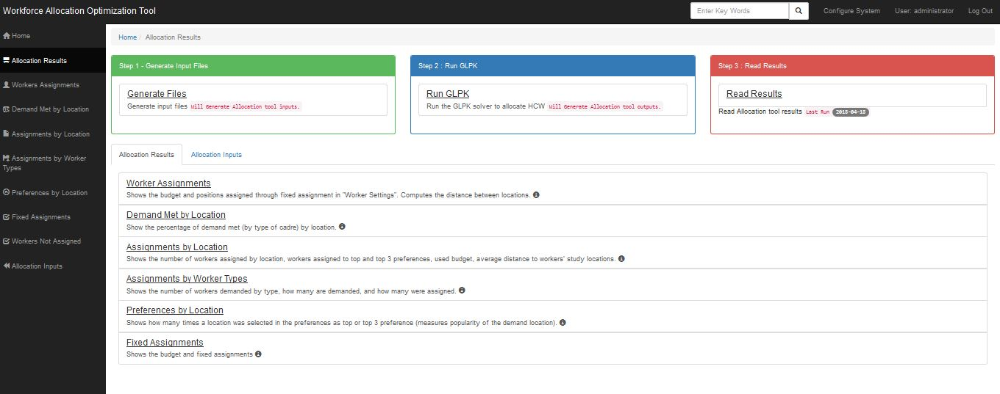 Workforce Allocation Optimization Tool
Enter Key Words
Configure System
User: administrator
Log Out
Home
Allocation Results
Workers Assignments
Demand Met by Location
Assignments by Location
Assignments by Worker
Types
Preferences by Location
Fixed Assignments
Workers Not Assigned
Allocation Inputs
Home / Allocation Results
Step 1 - Generate Input Files
Generate Files
Generate input files Will Generate Allocation tool inputs.
Step 2 : Run GLPK
Run GLPK
Run the GLPK solver to allocate HCW Will Generate Allocation tool outputs.
Step 3 : Read Results
Read Results
Read Allocation tool results Last Run 2018-04-18
Allocation Results
Allocation Inputs
Worker Assignments
Shows the budget and positions assigned through fixed assignment in "Worker Settings". Computes the distance between locations.
Demand Met by Location
Show the percentage of demand met (by type of cadre) by location.
Assignments by Location
Shows the number of workers assigned by location, workers assigned to top and top 3 preferences, used budget, average distance to workers' study locations.
Assignments by Worker Types
Shows the number of workers demanded by type, how many are demanded, and how many were assigned.
Preferences by Location
Shows how many times a location was selected in the preferences as top or top 3 preference (measures popularity of the demand location).
Fixed Assignments
Shows the budget and fixed assignments